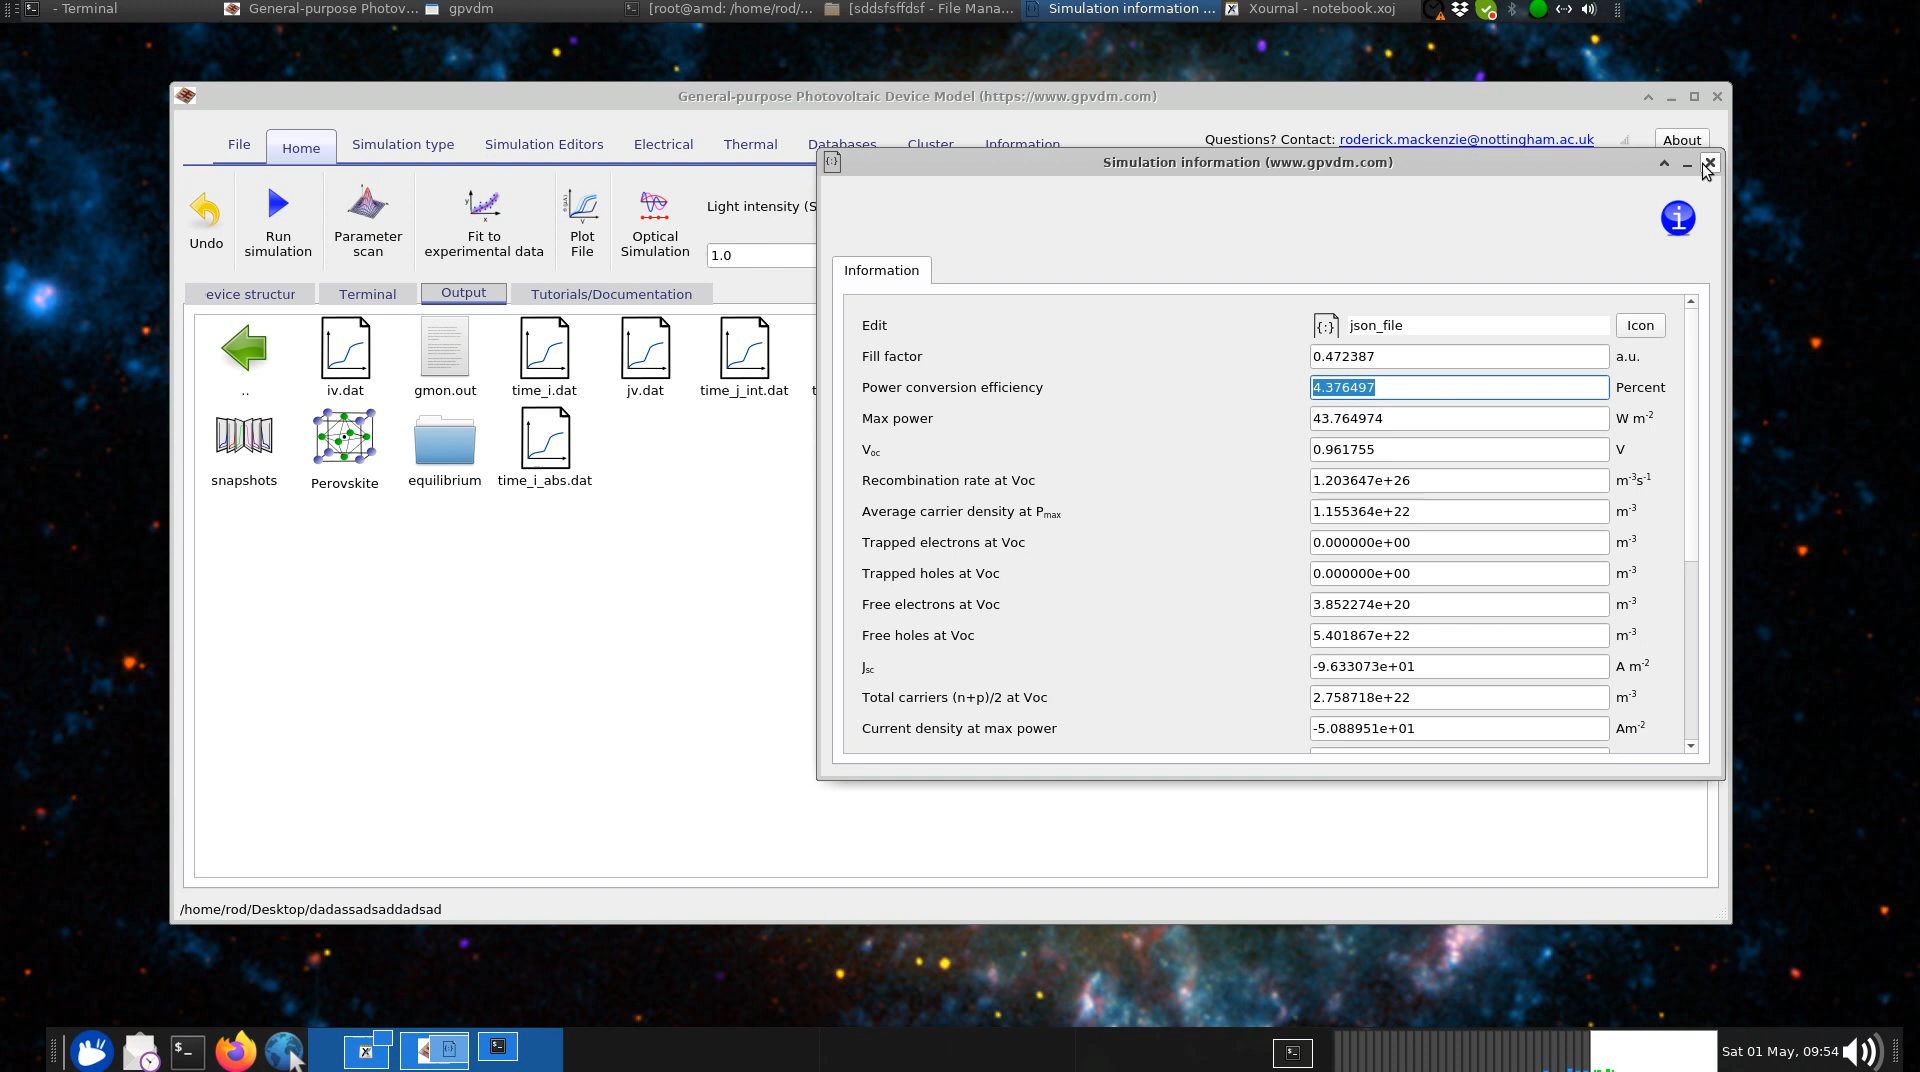 - Terminal
General-purpose Photov...
gpvdm
[root@amd: /home/rod/...
[sddsfsffdsf - File Mana...
Simulation information ...
Xournal - notebook.xoj
General-purpose Photovoltaic Device Model (https://www.gpvdm.com)
File
Home
Simulation type
Simulation Editors
Electrical
Thermal
Databases
Cluster
Information
Questions? Contact: roderick.mackenzie@nottingham.ac.uk
About
Undo
Run simulation
Parameter scan
Fit to experimental data
Plot File
Optical Simulation
Light intensity (S
1.0
evice structur
Terminal
Output
Tutorials/Documentation
..
iv.dat
gmon.out
time_i.dat
jv.dat
time_j_int.dat
t
snapshots
Perovskite
equilibrium
time_i_abs.dat
/home/rod/Desktop/dadassadsaddadsad
Simulation information (www.gpvdm.com)
Information
Edit {:} json_file Icon
Fill factor 0.472387 a.u.
Power conversion efficiency 4.376497 Percent
Max power 43.764974 W m-2
Voc 0.961755 V
Recombination rate at Voc 1.203647e+26 m-3s-1
Average carrier density at Pmax 1.155364e+22 m-3
Trapped electrons at Voc 0.000000e+00 m-3
Trapped holes at Voc 0.000000e+00 m-3
Free electrons at Voc 3.852274e+20 m-3
Free holes at Voc 5.401867e+22 m-3
Jsc -9.633073e+01 A m-2
Total carriers (n+p)/2 at Voc 2.758718e+22 m-3
Current density at max power -5.088951e+01 Am-2
Sat 01 May, 09:54